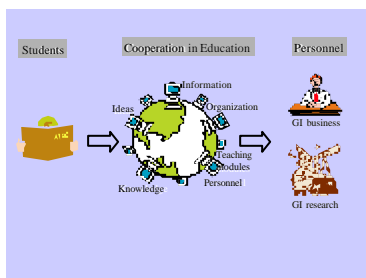 Students
Cooperation in Education
Personnel
Information
Ideas
Organization
GI business
Teaching
modules
Knowledge
Personnel
GI research